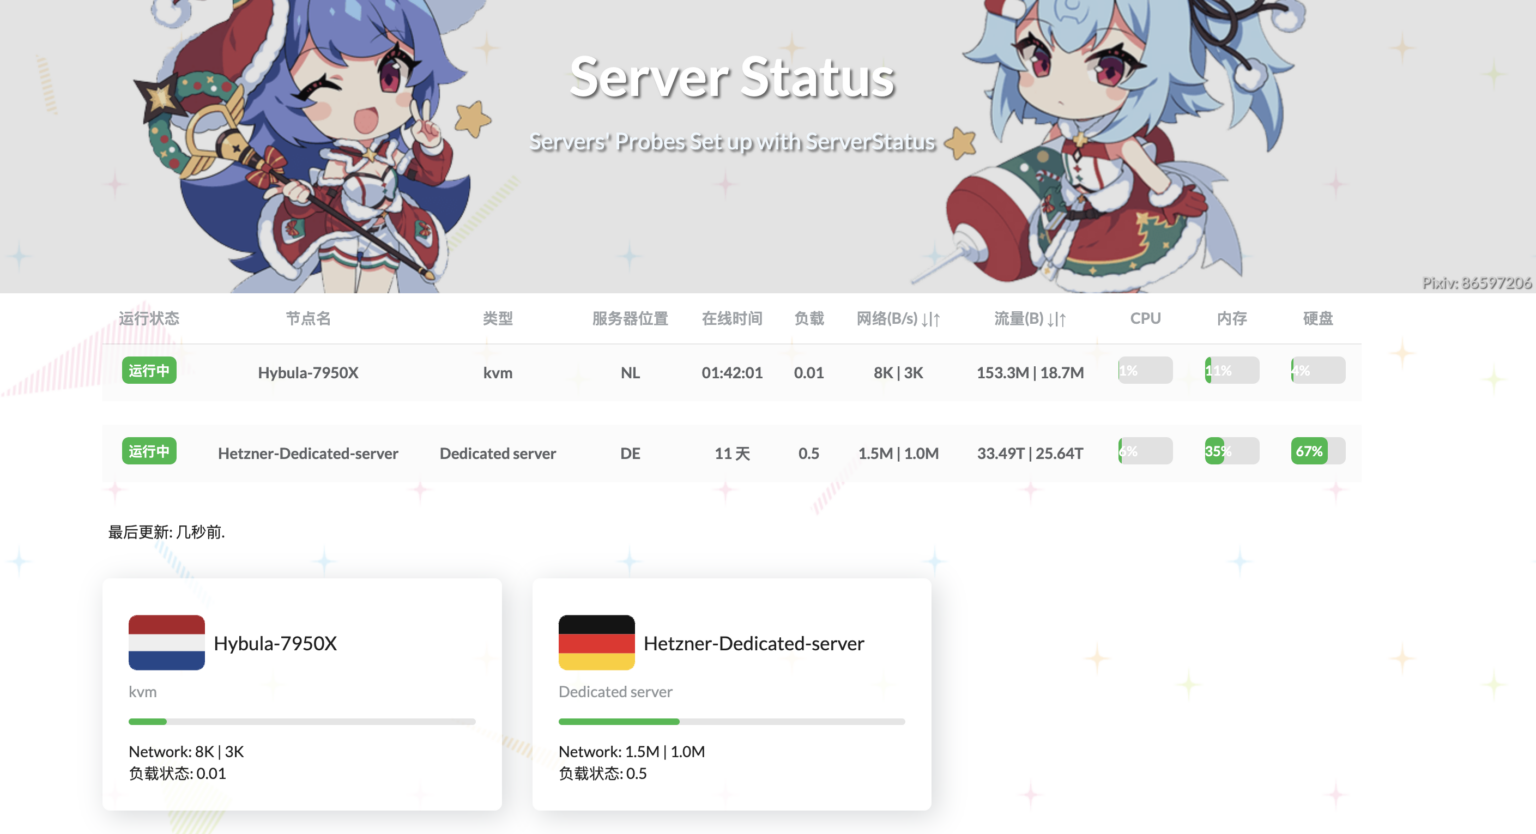 Server Status
Servers' Probes Set up with ServerStatus
Pixiv: 86597206
运行状态 节点名 类型 服务器位置 在线时间 负载 网络(B/s) ↓|↑ 流量(B) ↓|↑ CPU 内存 硬盘
运行中 Hybula-7950X kvm NL 01:42:01 0.01 8K | 3K 153.3M | 18.7M 1% 11% 4%
运行中 Hetzner-Dedicated-server Dedicated server DE 11 天 0.5 1.5M | 1.0M 33.49T | 25.64T 6% 35% 67%
最后更新: 几秒前.
Hybula-7950X
kvm
Network: 8K | 3K
负载状态: 0.01
Hetzner-Dedicated-server
Dedicated server
Network: 1.5M | 1.0M
负载状态: 0.5